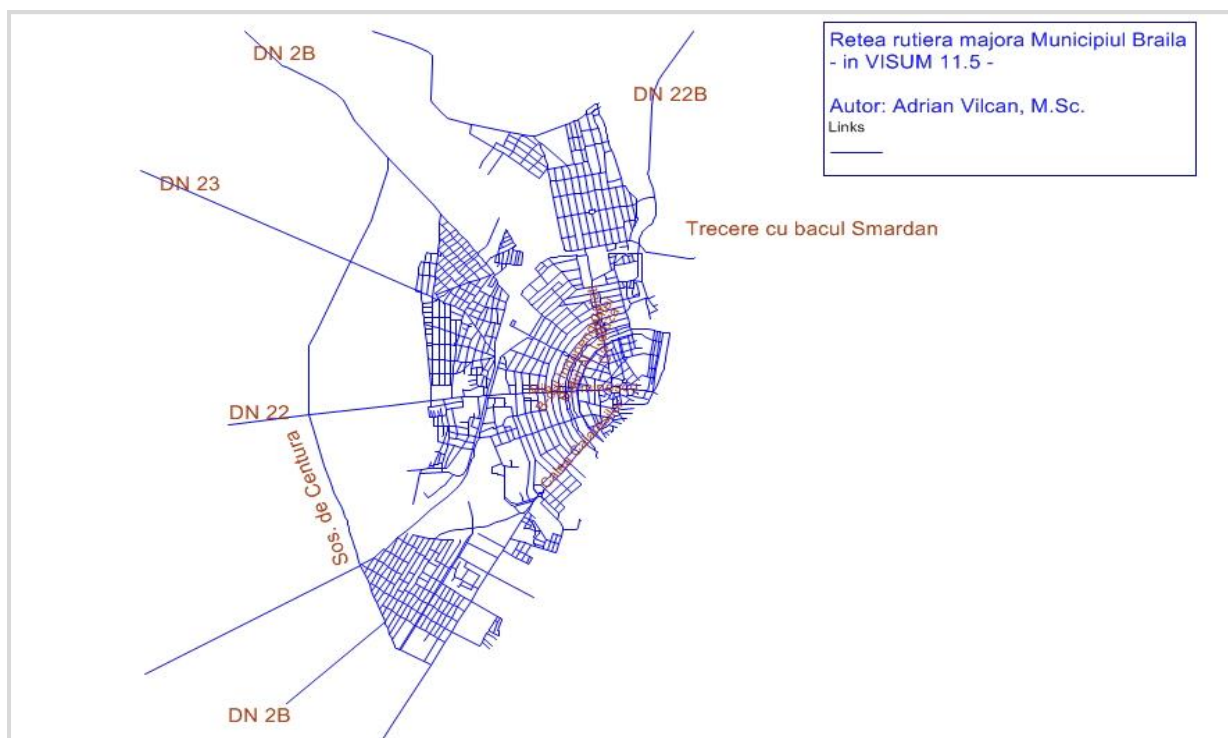 Retea rutiera majora Municipiul Braila
- in VISUM 11.5 -
Autor: Adrian Vilcan, M.Sc.
Links
DN 2B
DN 22B
DN 23
Trecere cu bacul Smardan
DN 22
Sos. de Centura
Calea
DN 2B